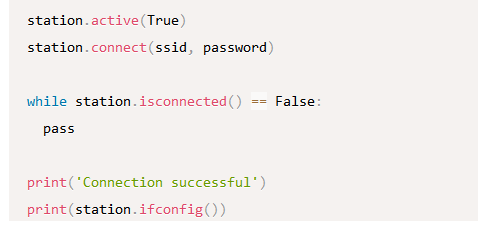 station.active(True)
station.connect(ssid, password)
while station.isconnected() == False:
  pass
print('Connection successful')
print(station.ifconfig())